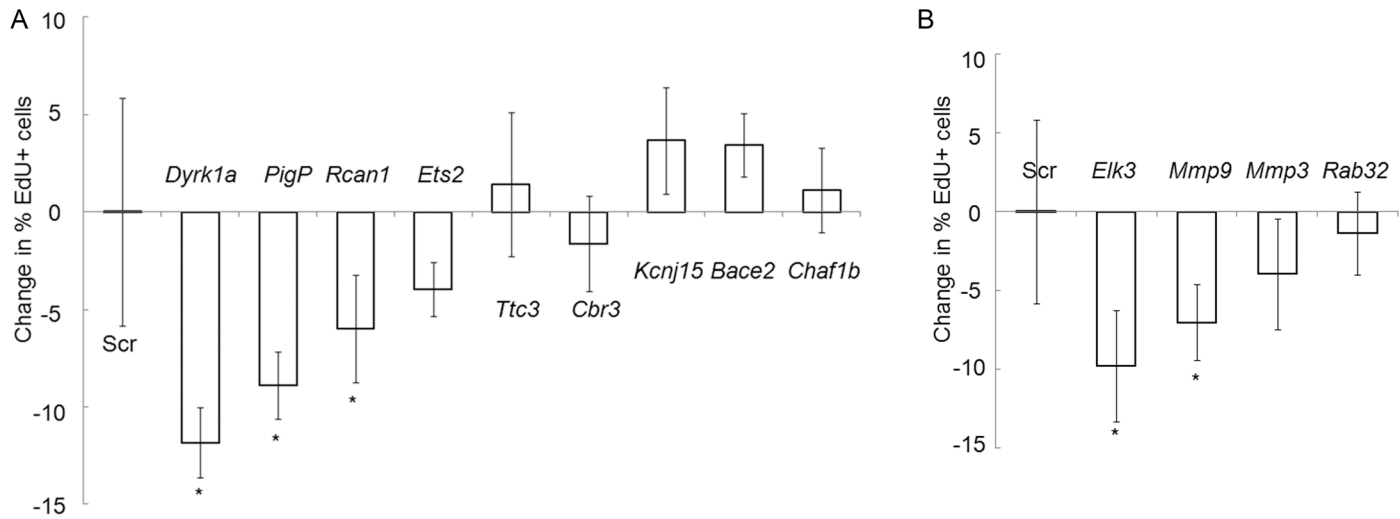 A
Change in % EdU+ cells
10
5
0
-5
-10
-15
Scr
Dyrk1a
PigP
Rcan1
Ets2
Ttc3
Cbr3
Kcnj15
Bace2
Chaf1b
*
*
*
B
Change in % EdU+ cells
10
5
0
-5
-10
-15
Scr
Elk3
Mmp9
Mmp3
Rab32
*
*